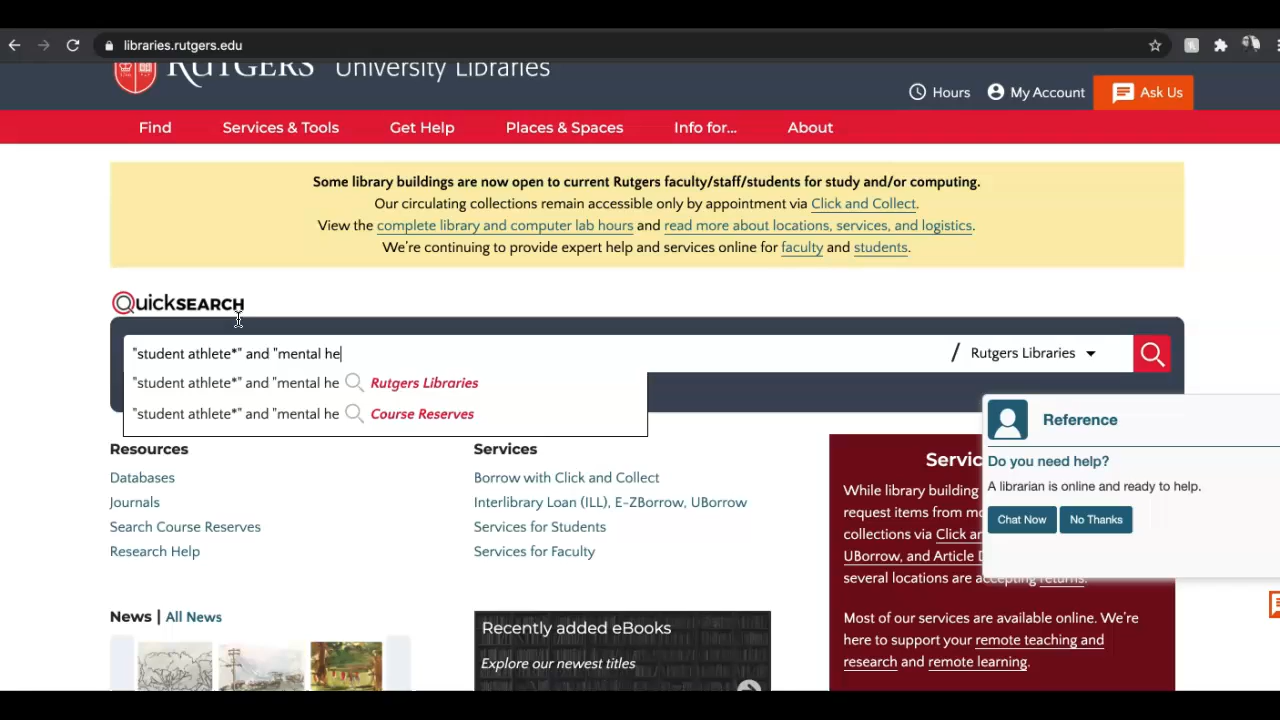 libraries.rutgers.edu
RUTGERS University Libraries
Hours My Account Ask Us
Find Services & Tools Get Help Places & Spaces Info for... About
Some library buildings are now open to current Rutgers faculty/staff/students for study and/or computing.
Our circulating collections remain accessible only by appointment via Click and Collect.
View the complete library and computer lab hours and read more about locations, services, and logistics.
We're continuing to provide expert help and services online for faculty and students.
QuickSEARCH
"student athlete*" and "mental he / Rutgers Libraries
"student athlete*" and "mental he Rutgers Libraries
"student athlete*" and "mental he Course Reserves
Resources
Databases
Journals
Search Course Reserves
Research Help
Services
Borrow with Click and Collect
Interlibrary Loan (ILL), E-ZBorrow, UBorrow
Services for Students
Services for Faculty
Servic
While library building
request items from mo
collections via Click an
UBorrow, and Article D
several locations are accepting returns.
Most of our services are available online. We're
here to support your remote teaching and
research and remote learning.
Reference
Do you need help?
A librarian is online and ready to help.
Chat Now No Thanks
News | All News
Recently added eBooks
Explore our newest titles